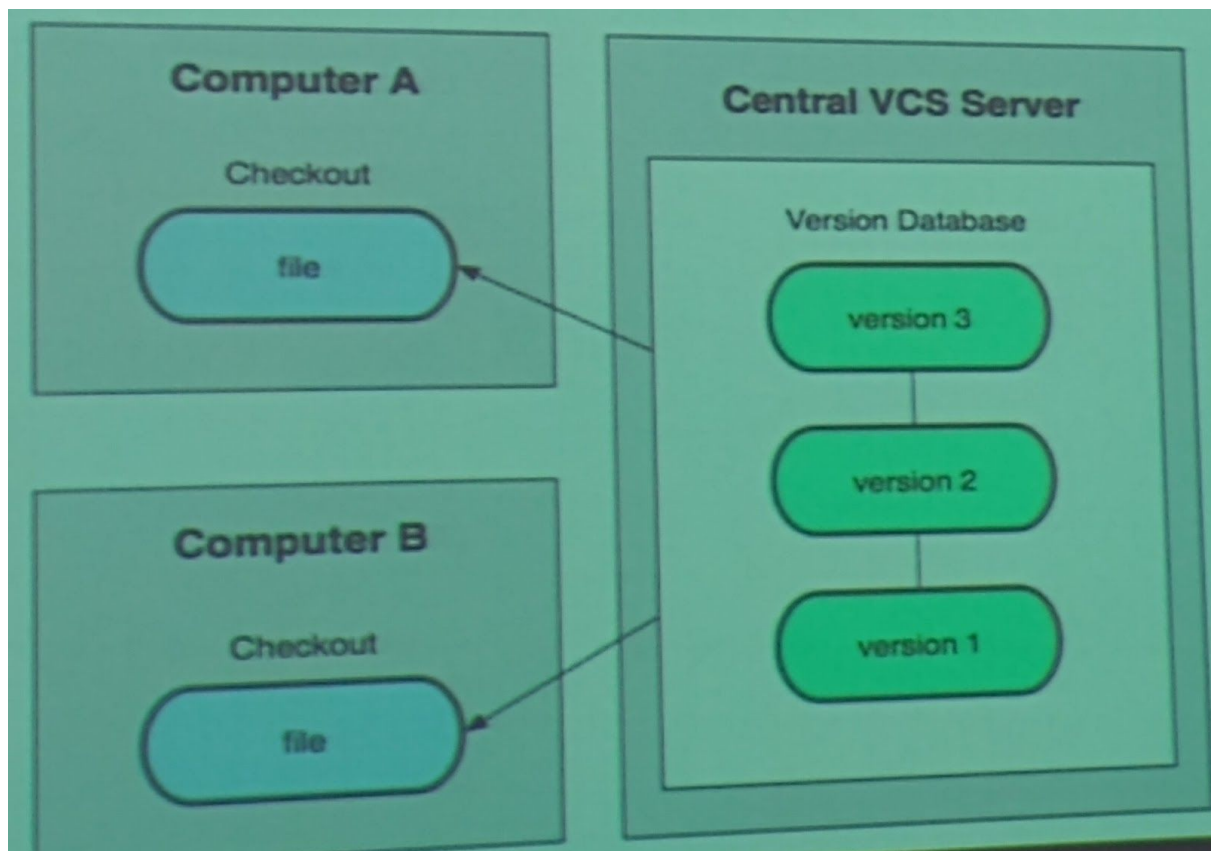 Computer A
Checkout
file
Computer B
Checkout
file
Central VCS Server
Version Database
version 3
version 2
version 1